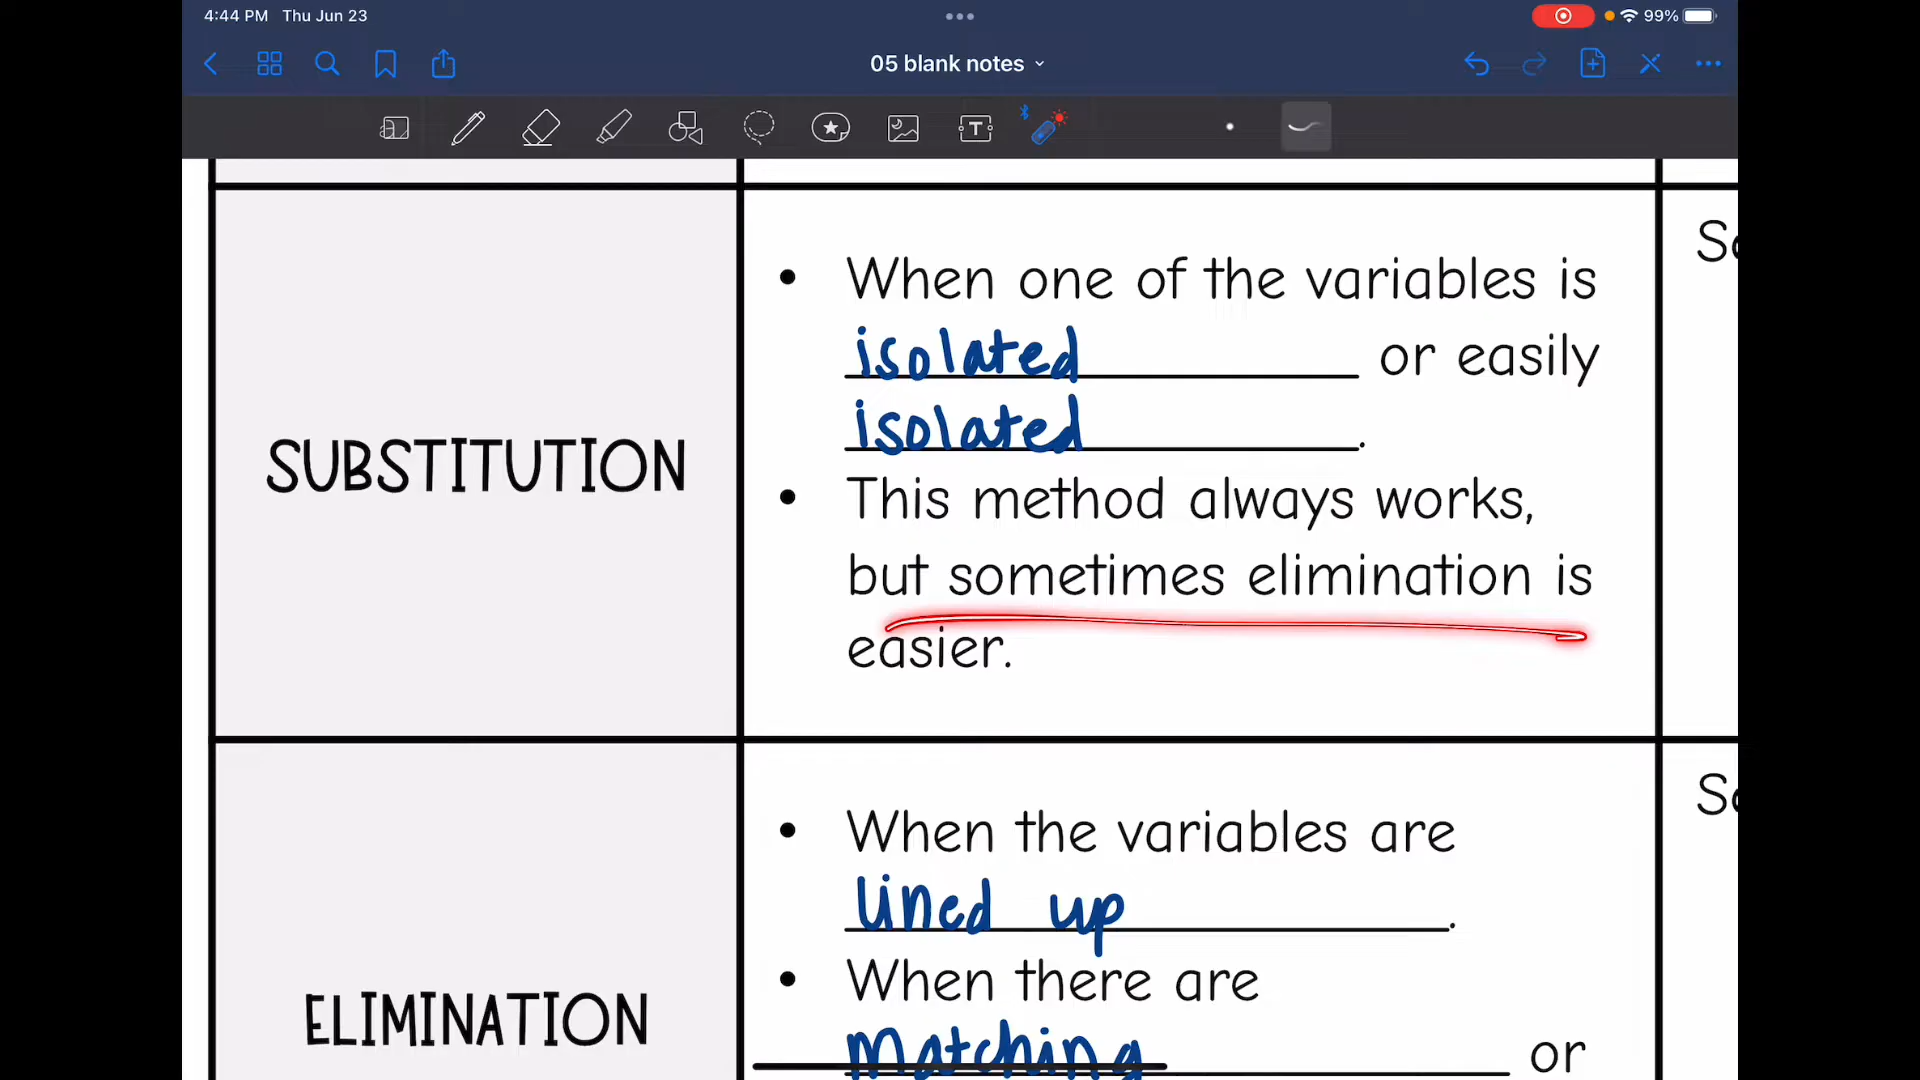 4:44 PM Thu Jun 23
99%
05 blank notes
T
SUBSTITUTION
• When one of the variables is
isolated or easily
isolated.
• This method always works,
but sometimes elimination is
easier.
ELIMINATION
• When the variables are
lined up.
• When there are
matching or